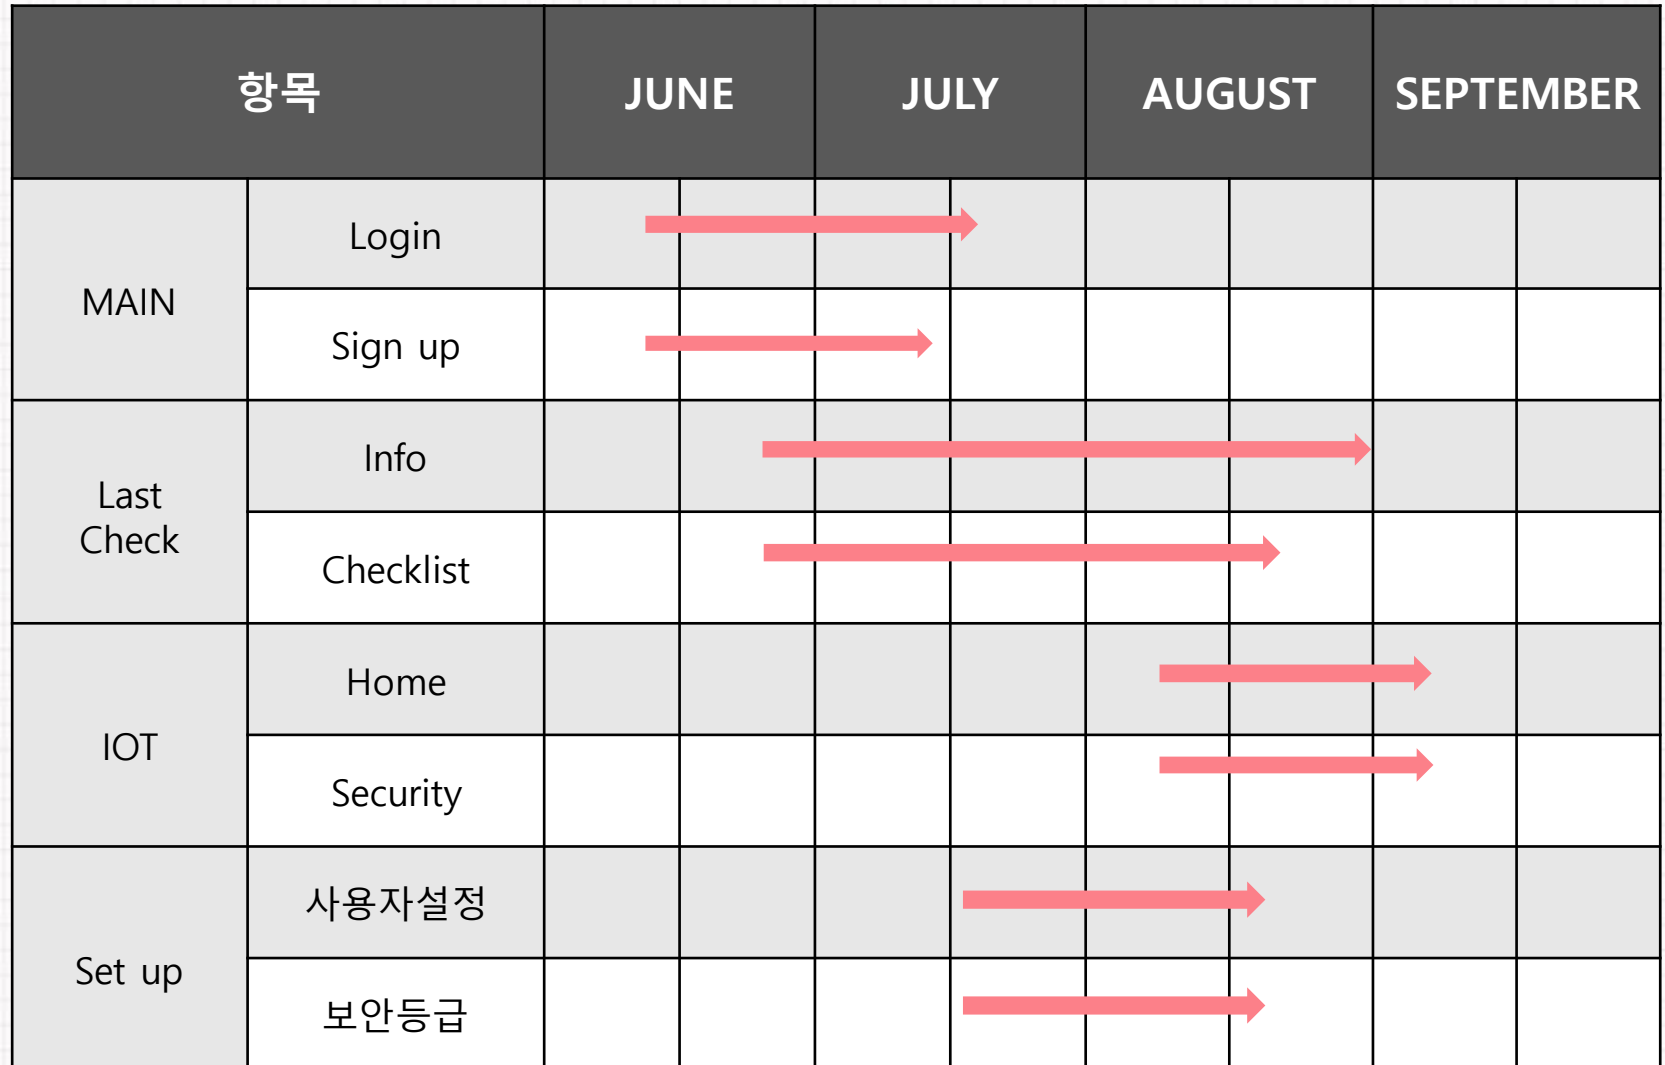 항목 JUNE JULY AUGUST SEPTEMBER
MAIN
Login
Sign up
Last
Check
Info
Checklist
IOT
Home
Security
Set up
사용자설정
보안등급